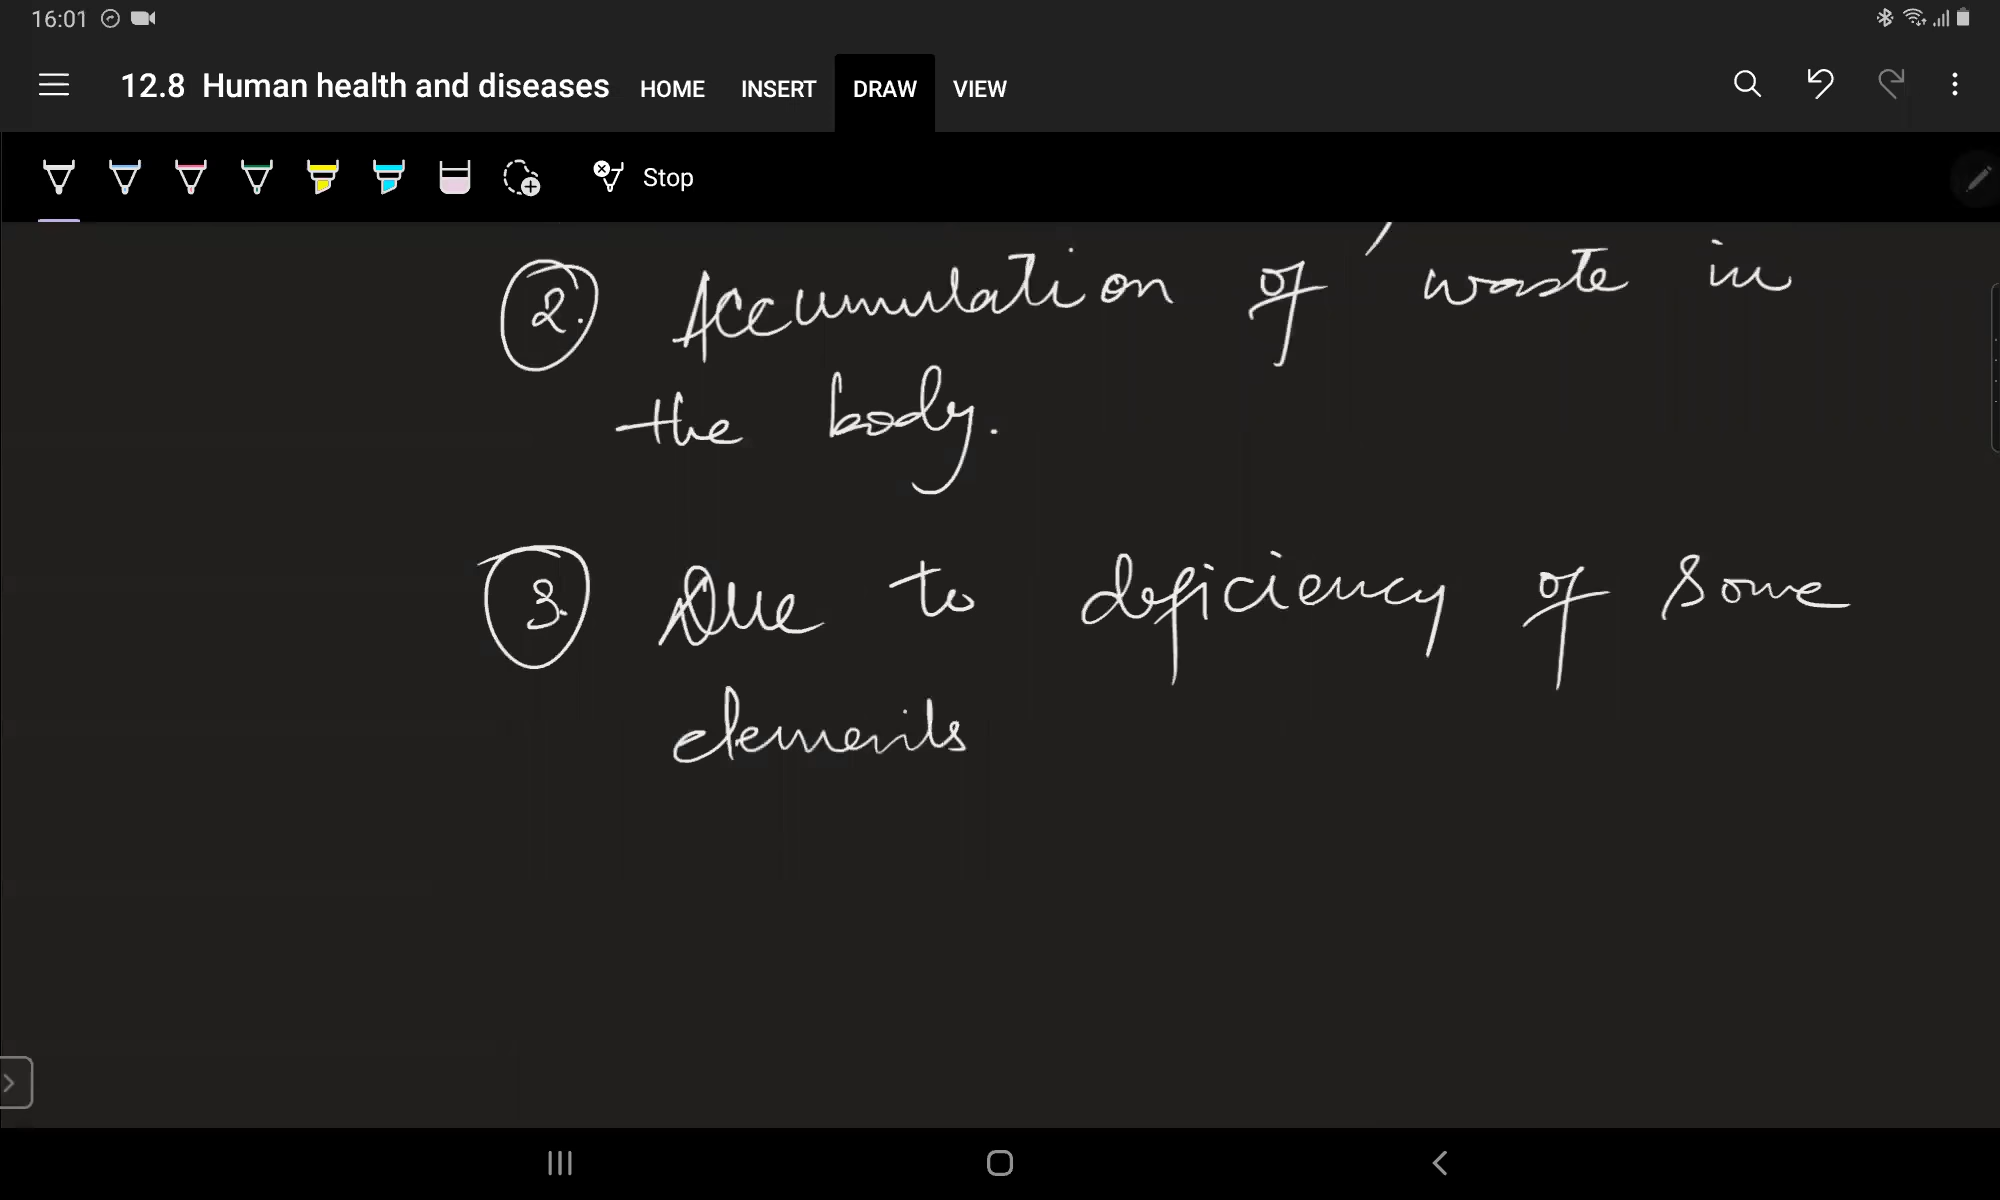 16:01
12.8 Human health and diseases HOME INSERT DRAW VIEW
Stop
2. Accumulation of waste in
the body.
3. Due to deficiency of some
elements